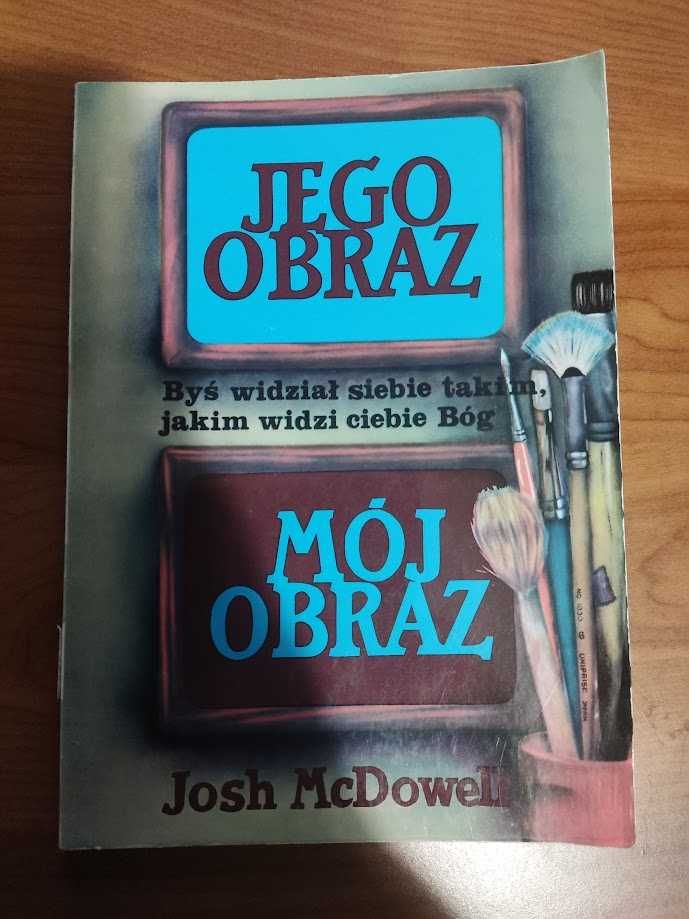 JEGO
OBRAZ
Byś widział siebie takim,
jakim widzi ciebie Bóg
MÓJ
OBRAZ
Josh McDowell